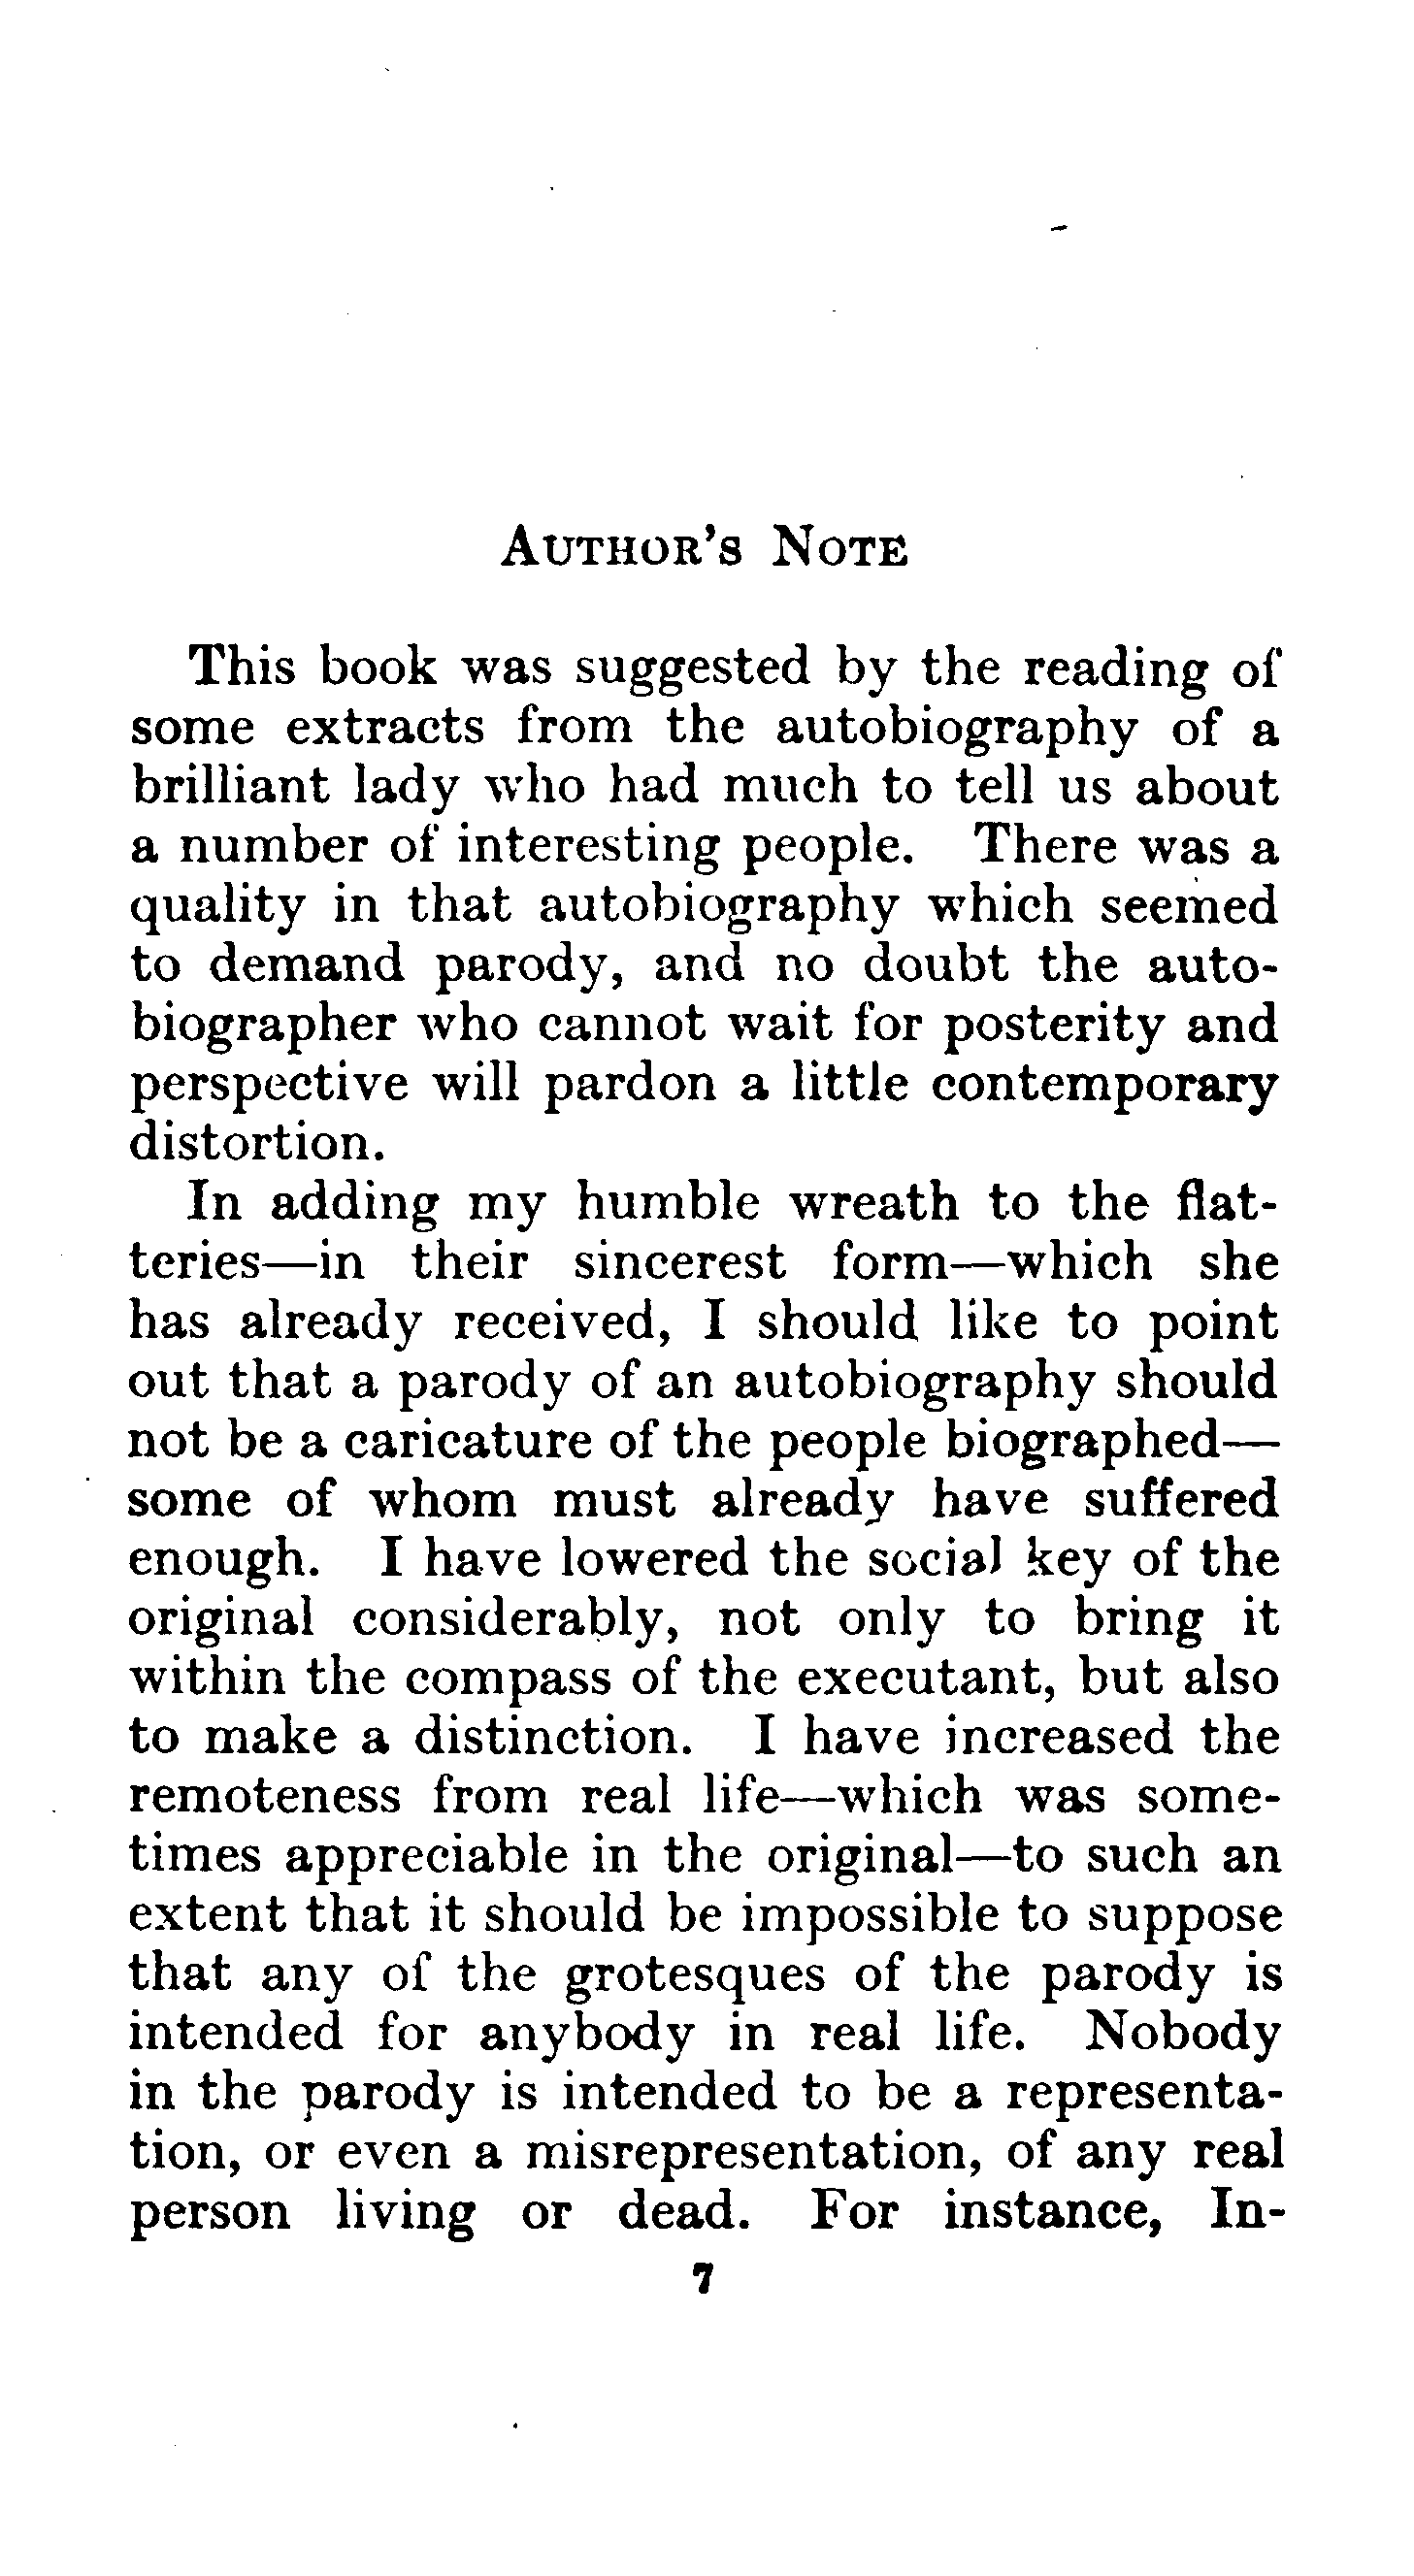 Author's Note
This book was suggested by the reading of
some extracts from the autobiography of a
brilliant lady who had much to tell us about
a number of interesting people. There was a
quality in that autobiography which seemed
to demand parody, and no doubt the auto-
biographer who cannot wait for posterity and
perspective will pardon a little contemporary
distortion.
In adding my humble wreath to the flat-
teries—in their sincerest form—which she
has already received, I should like to point
out that a parody of an autobiography should
not be a caricature of the people biographed—
some of whom must already have suffered
enough. I have lowered the social key of the
original considerably, not only to bring it
within the compass of the executant, but also
to make a distinction. I have increased the
remoteness from real life—which was some-
times appreciable in the original—to such an
extent that it should be impossible to suppose
that any of the grotesques of the parody is
intended for anybody in real life. Nobody
in the parody is intended to be a representa-
tion, or even a misrepresentation, of any real
person living or dead. For instance, In-
7